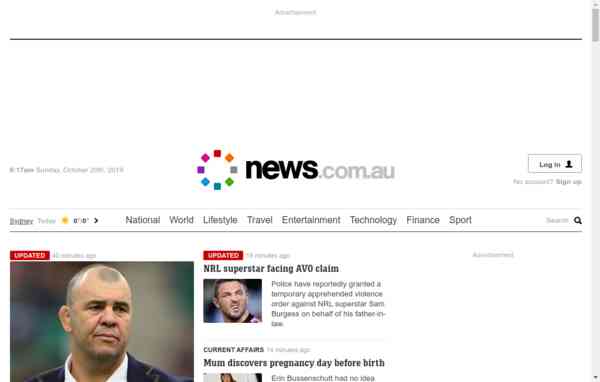 Advertisement
6:17am Sunday, October 20th, 2019
news.com.au
Log in
No account? Sign up
Sydney Today 0°/0°
National World Lifestyle Travel Entertainment Technology Finance Sport
Search
UPDATED 40 minutes ago
UPDATED 13 minutes ago
NRL superstar facing AVO claim
Police have reportedly granted a
temporary apprehended violence
order against NRL superstar Sam
Burgess on behalf of his father-in-
law.
CURRENT AFFAIRS 14 minutes ago
Mum discovers pregnancy day before birth
Erin Bussenschutt had no idea
Advertisement